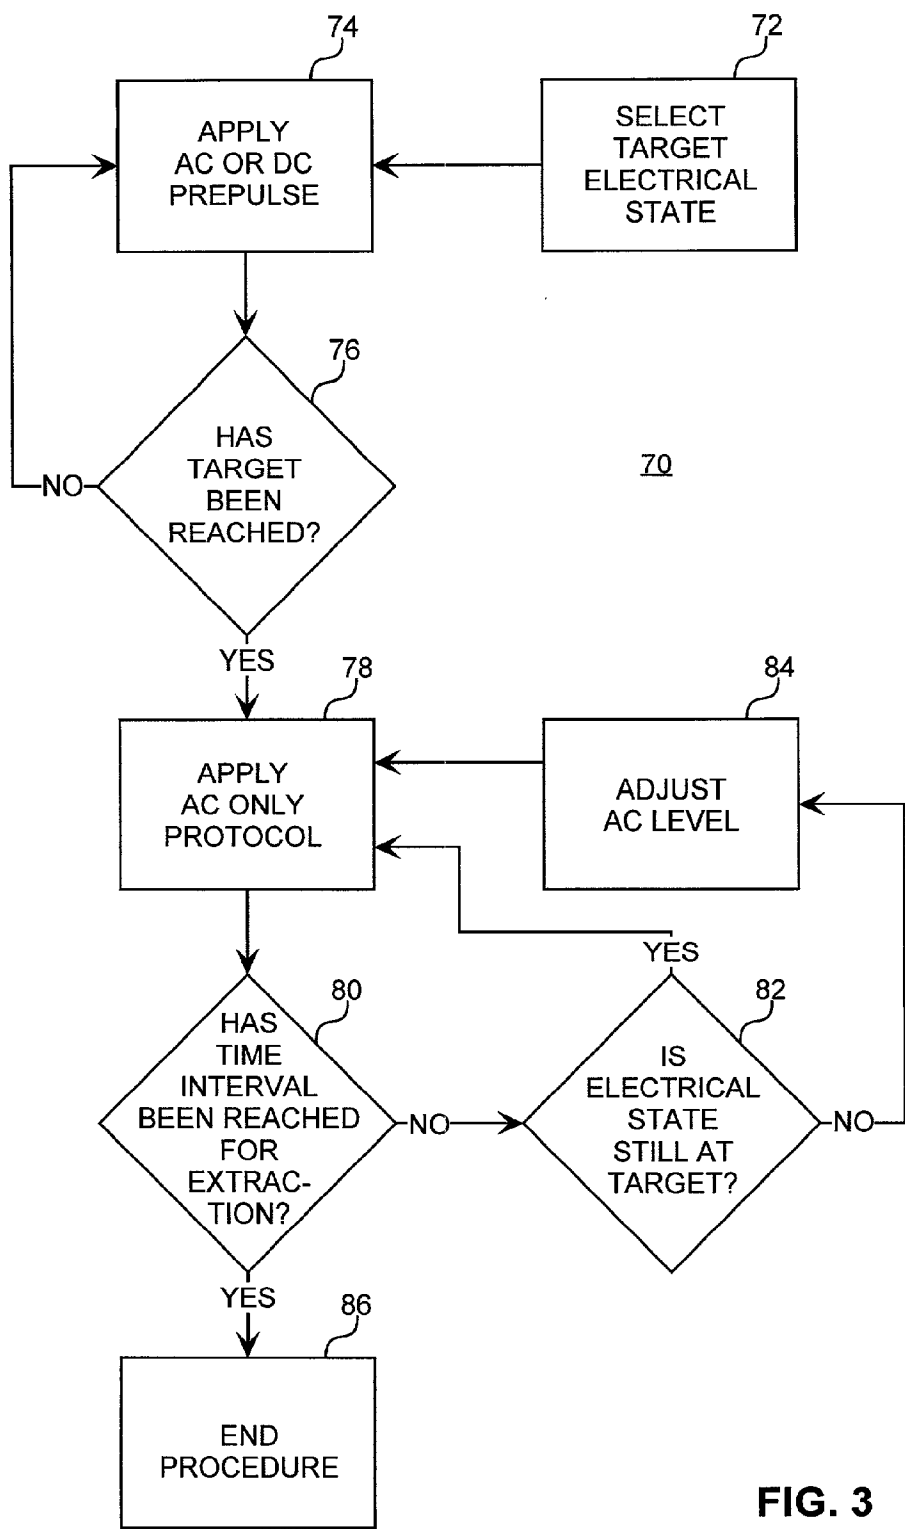 74
72
APPLY
AC OR DC
PREPULSE
SELECT
TARGET
ELECTRICAL
STATE
76
HAS
TARGET
BEEN
REACHED?
NO
70
YES
78
84
APPLY
AC ONLY
PROTOCOL
ADJUST
AC LEVEL
YES
80
82
HAS
TIME
INTERVAL
BEEN REACHED
FOR
EXTRAC-
TION?
NO
IS
ELECTRICAL
STATE
STILL AT
TARGET?
NO
YES
86
END
PROCEDURE
FIG. 3